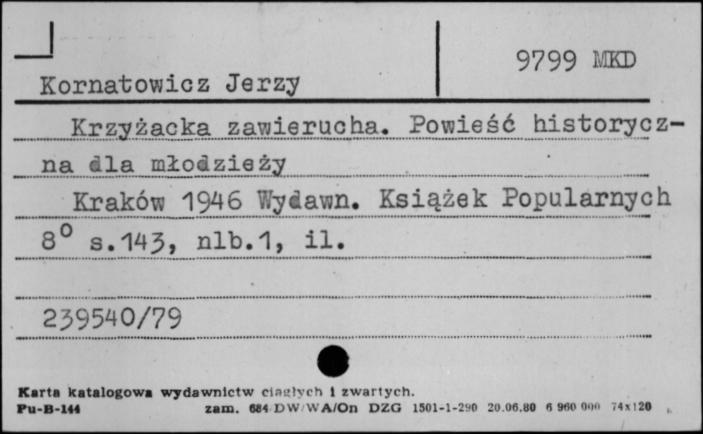 9799 MKD
Kornatowicz Jerzy
Krzyżacka zawierucha. Powieść historycz-
na dla młodzieży
Kraków 1946 Wydawn. Książek Popularnych
8° s.143, nlb.1, il.
239540/79
Karta katalogowa wydawnictw ciągłych i zwartych.
Pu-B-144 zam. 684/DW/WA/On DZG 1501-1-290 20.06.80 6 960 000 74x120